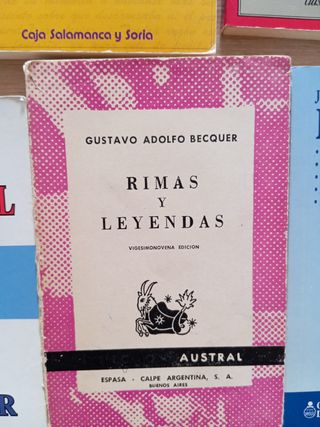 Caja Salamanca y Soria
GUSTAVO ADOLFO BECQUER
RIMAS
Y
LEYENDAS
VIGESIMONOVENA EDICION
AUSTRAL
ESPASA - CALPE ARGENTINA, S. A.
BUENOS AIRES